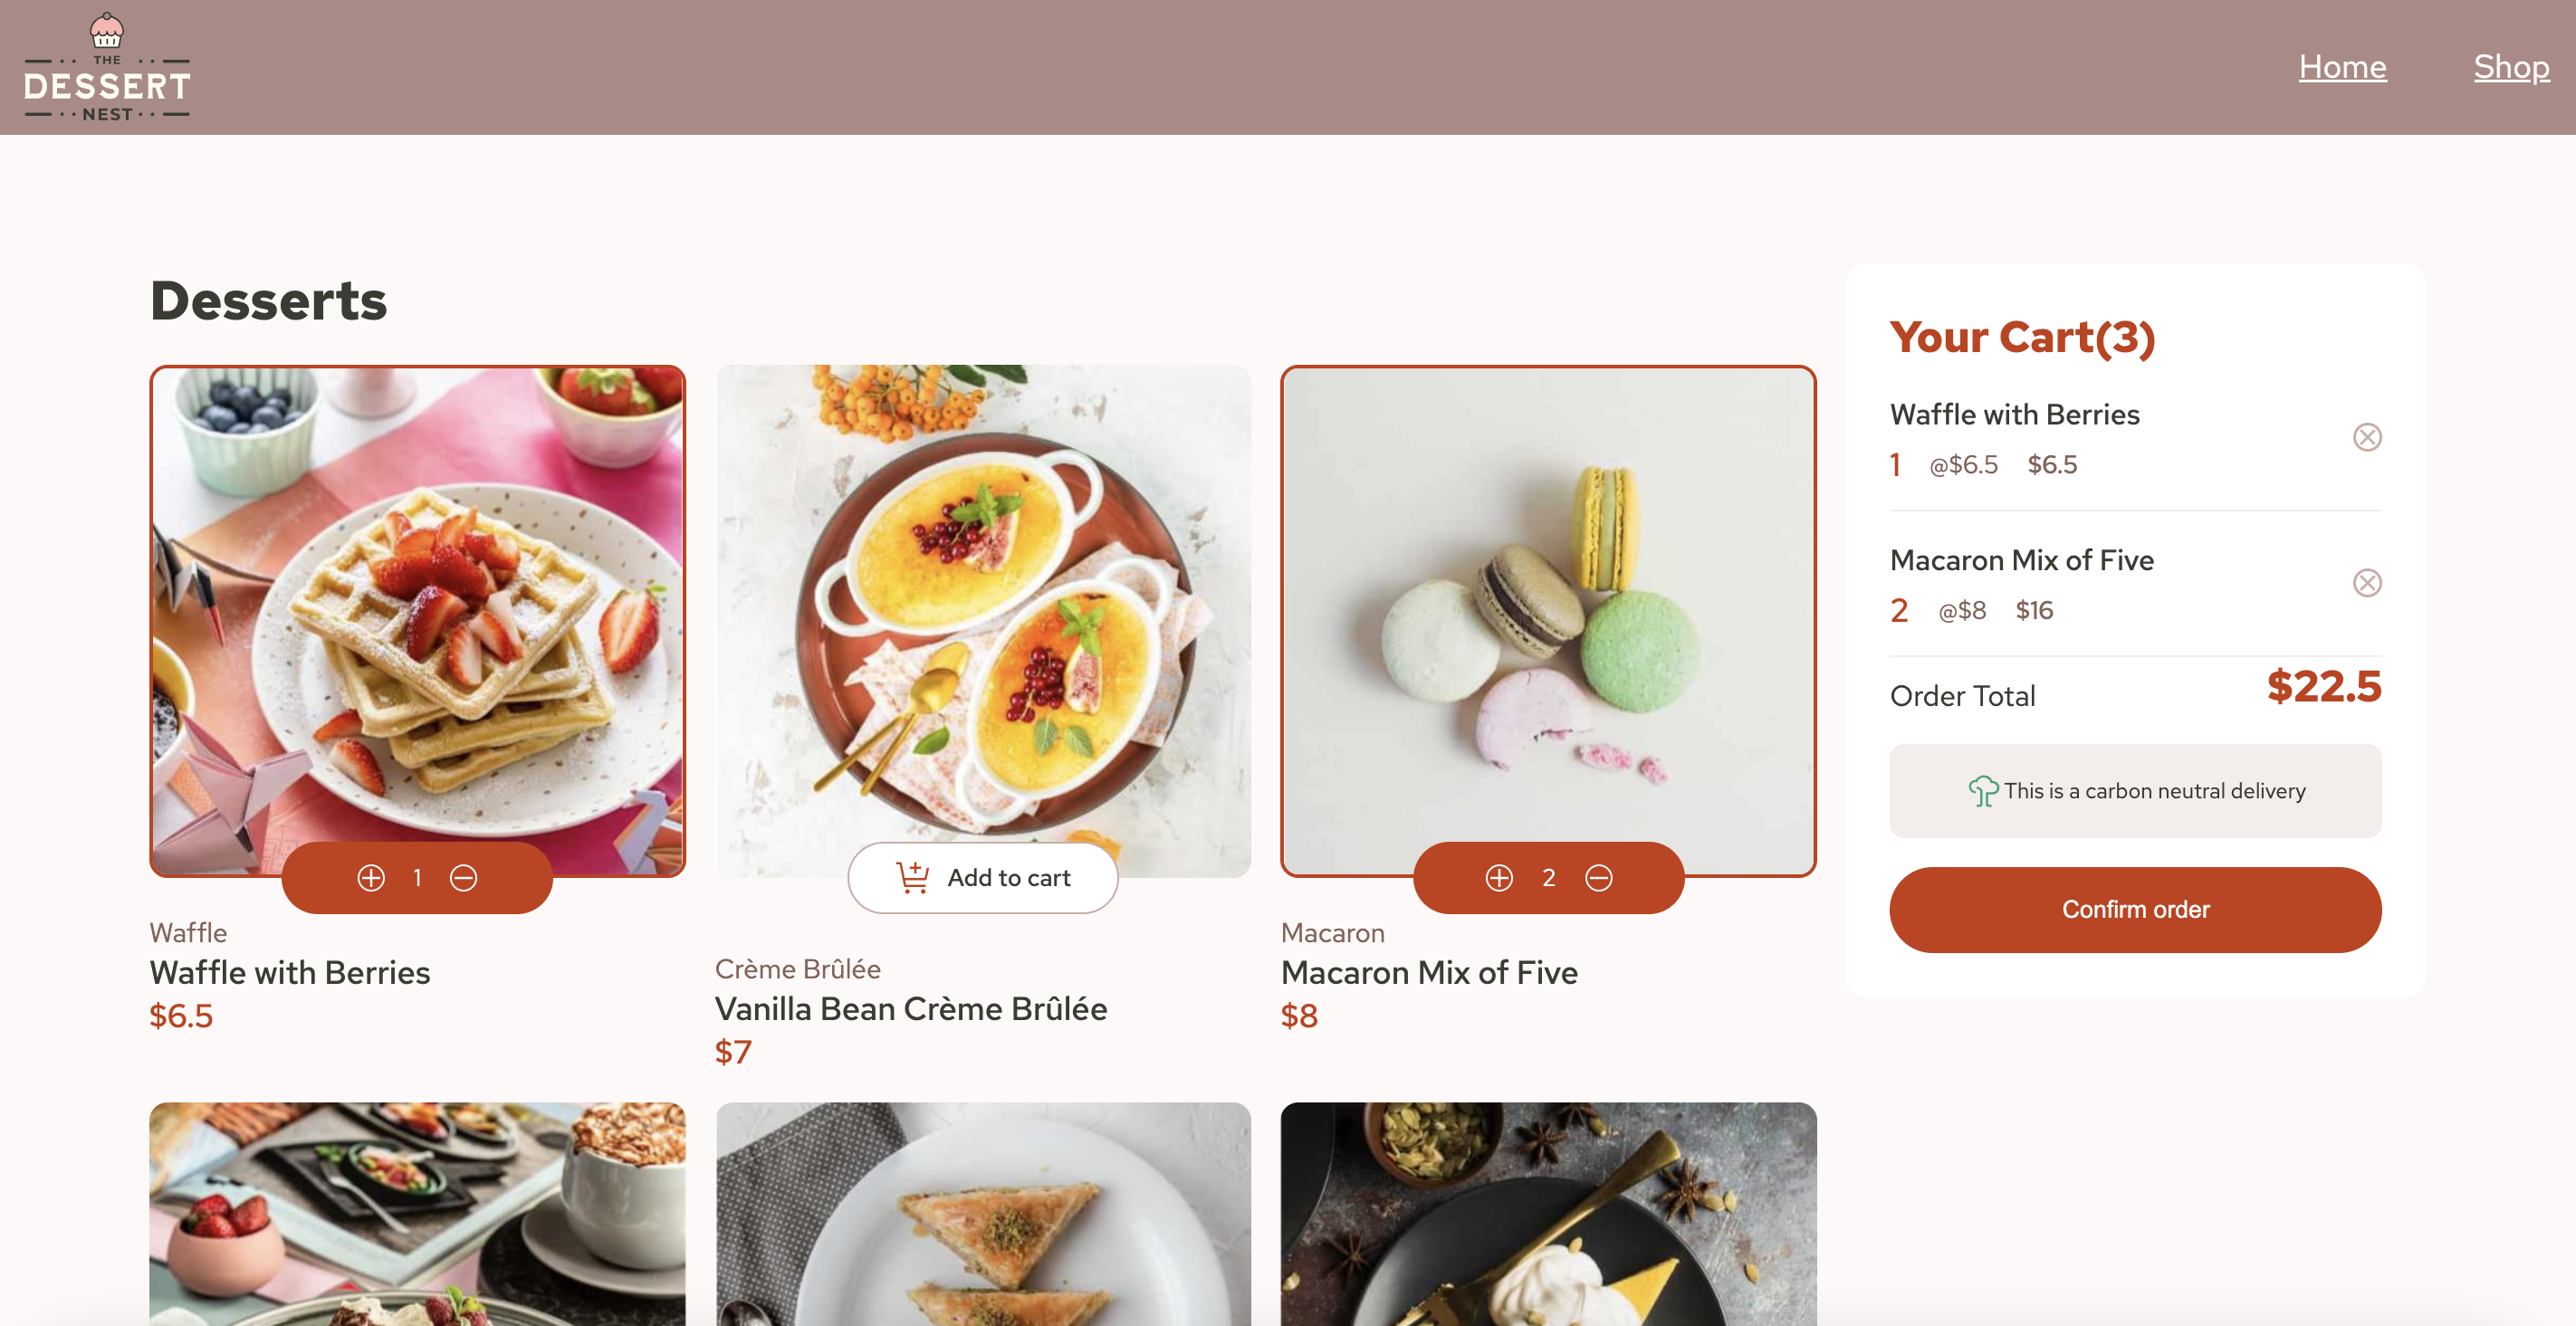 THE
DESSERT
NEST
Home
Shop
Desserts
1
Waffle
Waffle with Berries
$6.5
Add to cart
Crème Brûlée
Vanilla Bean Crème Brûlée
$7
2
Macaron
Macaron Mix of Five
$8
Your Cart(3)
Waffle with Berries
1 @$6.5 $6.5
Macaron Mix of Five
2 @$8 $16
Order Total $22.5
This is a carbon neutral delivery
Confirm order